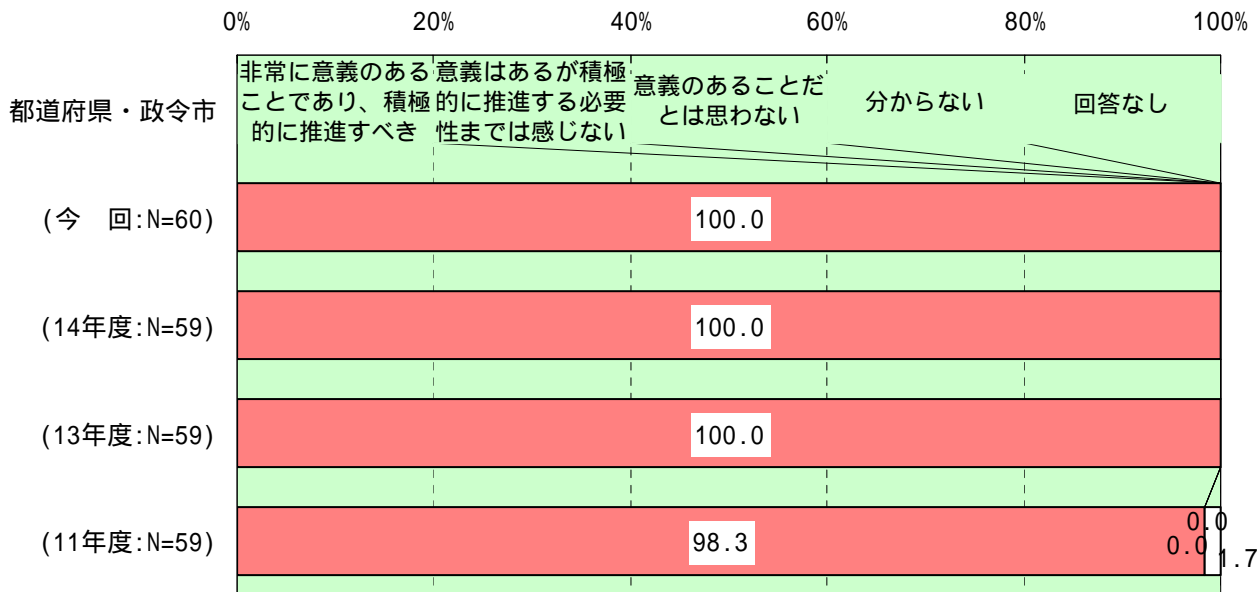 0%
20%
40%
60%
80%
100%
都道府県・政令市
非常に意義のある
ことであり、積極
的に推進すべき
意義はあるが積極
的に推進する必要
性までは感じない
意義のあることだ
とは思わない
分からない
回答なし
(今　回:N=60)
100.0
(14年度:N=59)
100.0
(13年度:N=59)
100.0
(11年度:N=59)
98.3
0.0
0.0
1.7